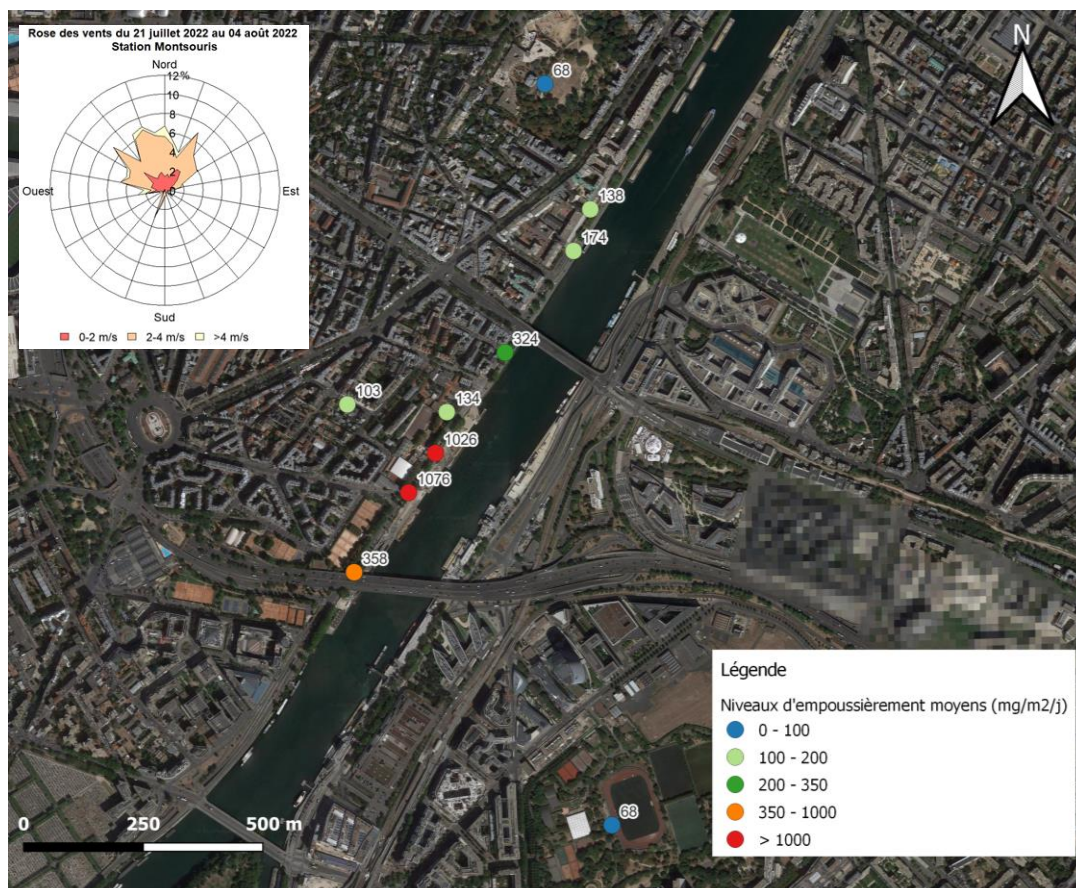 Rose des vents du 21 juillet 2022 au 04 août 2022
Station Montsouris
Nord
12%
10
8
6
4
2
0
Ouest
Est
Sud
0-2 m/s
2-4 m/s
>4 m/s
N
68
138
174
324
103
134
1026
1076
358
68
0
250
500 m
Légende
Niveaux d'empoussièrement moyens (mg/m2/j)
0 - 100
100 - 200
200 - 350
350 - 1000
> 1000